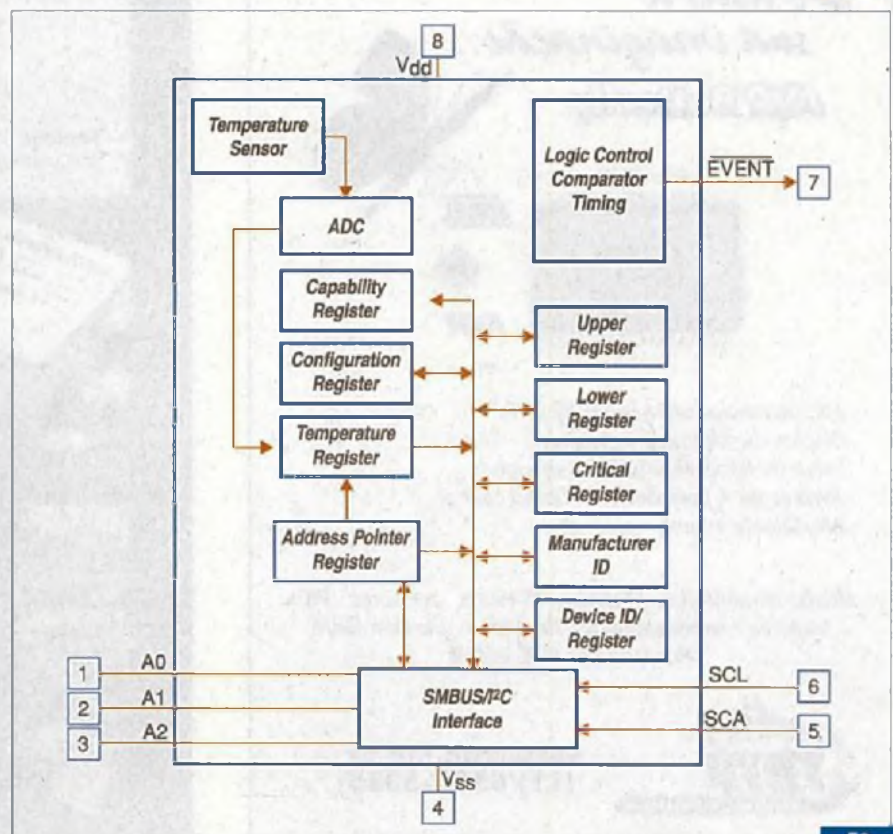 8
Vdd
Temperature
Sensor
Logic Control
Comparator
Timing
EVENT
7
ADC
Capability
Register
Configuration
Register
Temperature
Register
Address Pointer
Register
Upper
Register
Lower
Register
Critical
Register
Manufacturer
ID
Device ID/
Register
1
A0
2
A1
3
A2
SMBUS/I²C
Interface
SCL
6
SCA
5
VSS
4